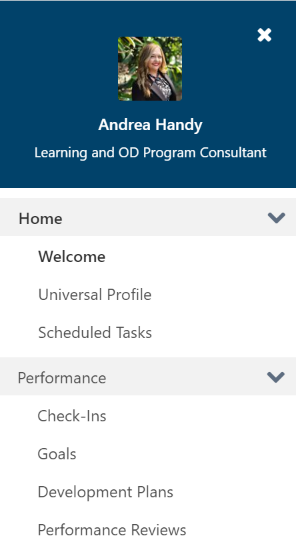 Andrea Handy
Learning and OD Program Consultant
Home
Welcome
Universal Profile
Scheduled Tasks
Performance
Check-Ins
Goals
Development Plans
Performance Reviews